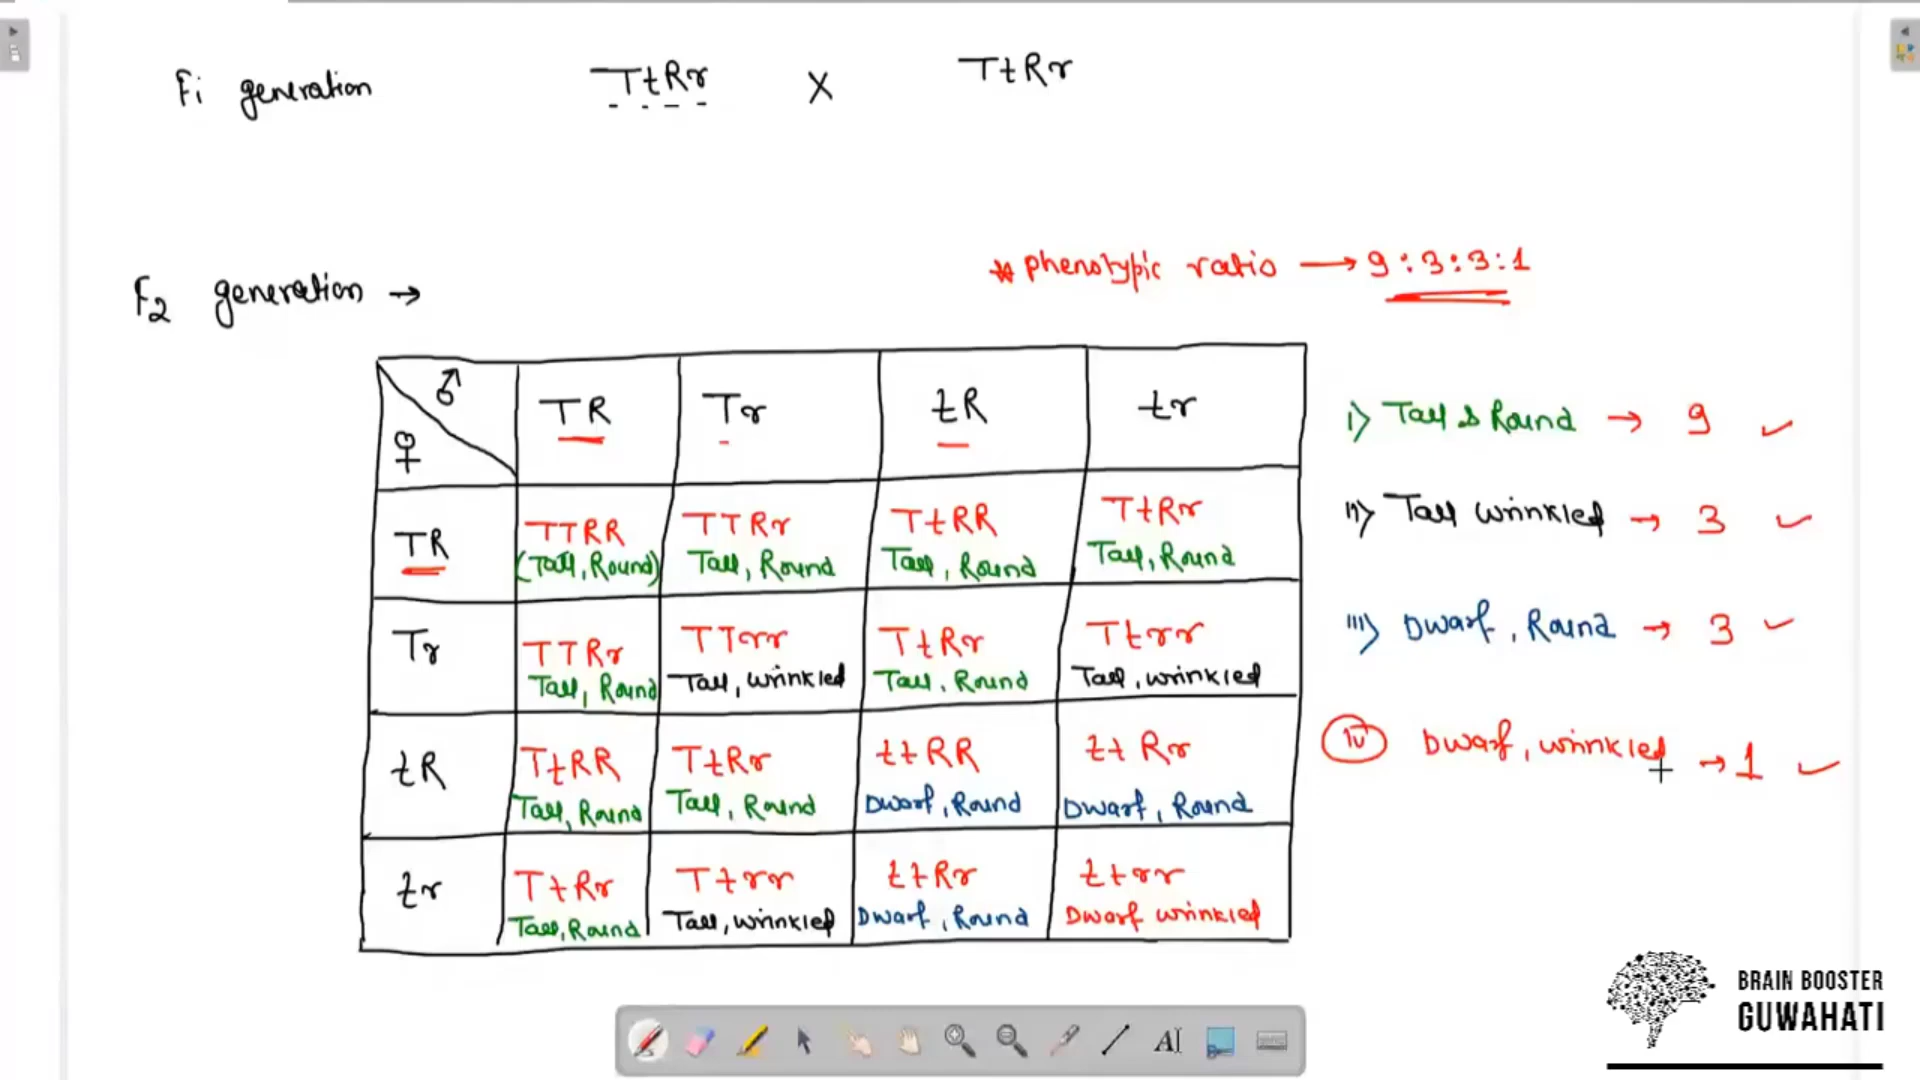 F1 generation TtRr X TtRr
* phenotypic ratio → 9:3:3:1
F2 generation →
♂ TR Tr tR tr
♀
TR TTRR TTRr TtRR TtRr
(Tall, Round) Tall, Round Tall, Round Tall, Round
Tr TTRr TTrr TtRr Ttrr
Tall, Round Tall, wrinkled Tall, Round Tall, wrinkled
tR TtRR TtRr ttRR ttRr
Tall, Round Tall, Round Dwarf, Round Dwarf, Round
tr TtRr Ttrr ttRr ttrr
Tall, Round Tall, wrinkled Dwarf, Round Dwarf wrinkled
i) Tall & Round → 9 ✓
ii) Tall wrinkled → 3 ✓
iii) Dwarf, Round → 3 ✓
iv Dwarf, wrinkled → 1 ✓
BRAIN BOOSTER
GUWAHATI
AI